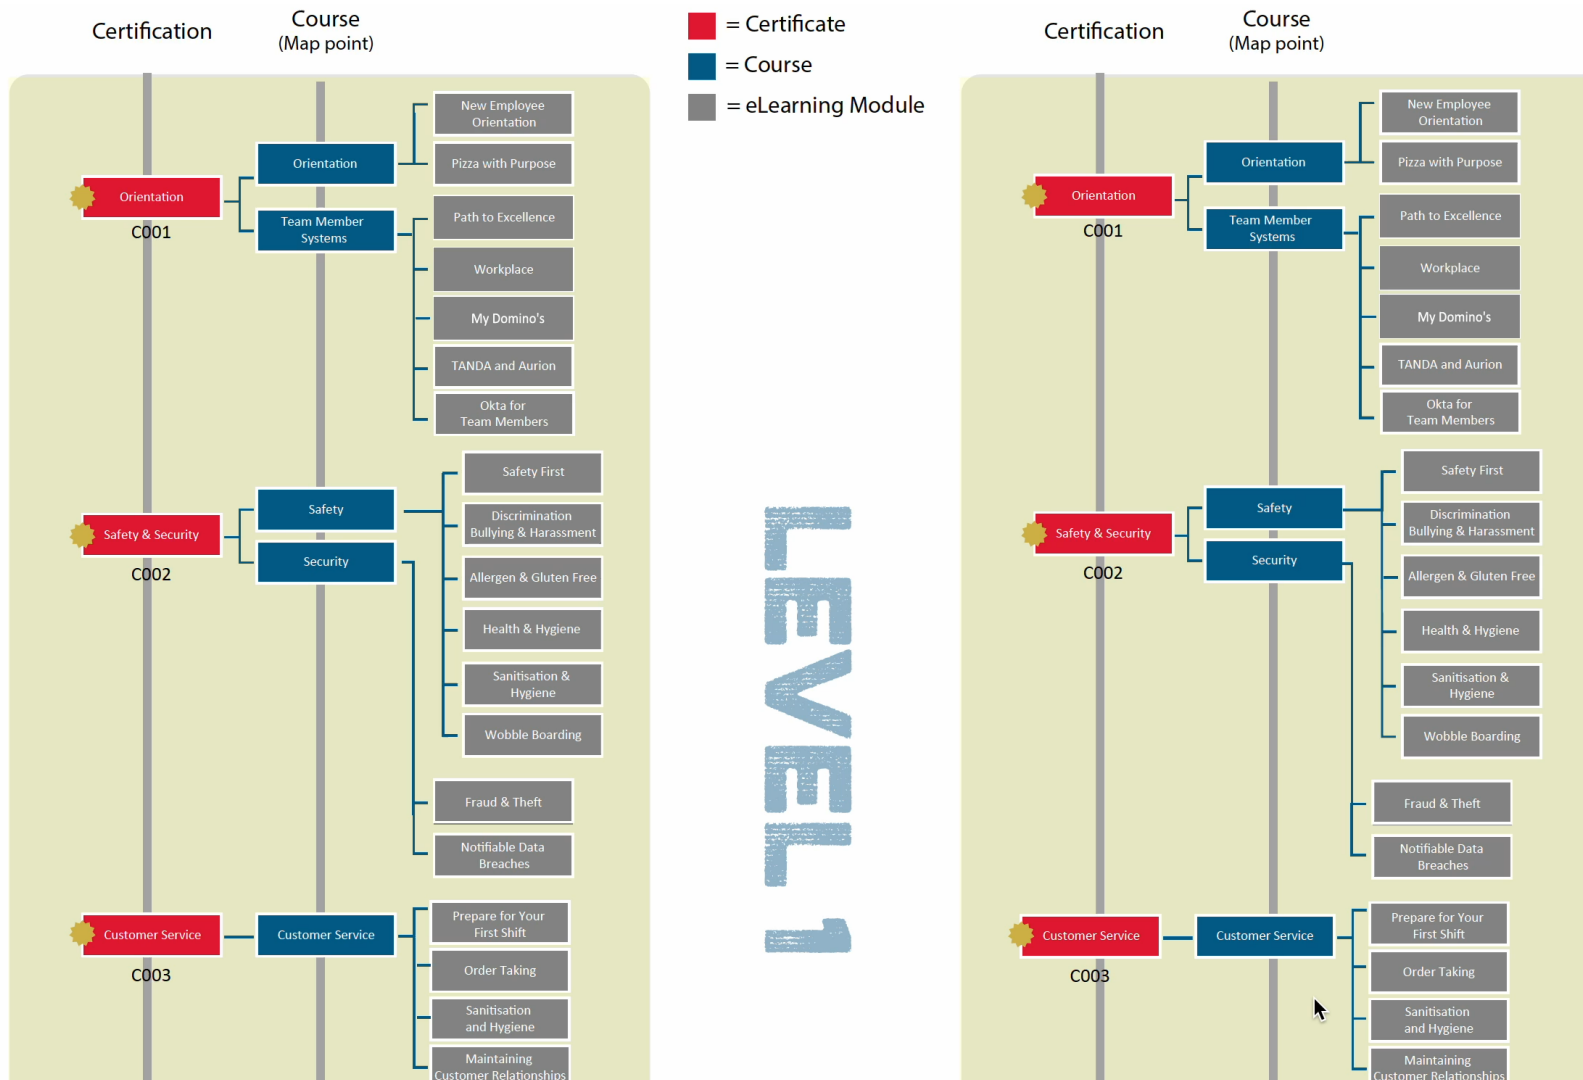 Certification
Course
(Map point)
Orientation
C001
Orientation
Team Member
Systems
New Employee
Orientation
Pizza with Purpose
Path to Excellence
Workplace
My Domino's
TANDA and Aurion
Okta for
Team Members
Safety & Security
C002
Safety
Security
Safety First
Discrimination
Bullying & Harassment
Allergen & Gluten Free
Health & Hygiene
Sanitisation &
Hygiene
Wobble Boarding
Fraud & Theft
Notifiable Data
Breaches
Customer Service
C003
Customer Service
Prepare for Your
First Shift
Order Taking
Sanitisation
and Hygiene
Maintaining
Customer Relationships
= Certificate
= Course
= eLearning Module
LEVEL 1
Certification
Course
(Map point)
Orientation
C001
Orientation
Team Member
Systems
New Employee
Orientation
Pizza with Purpose
Path to Excellence
Workplace
My Domino's
TANDA and Aurion
Okta for
Team Members
Safety & Security
C002
Safety
Security
Safety First
Discrimination
Bullying & Harassment
Allergen & Gluten Free
Health & Hygiene
Sanitisation &
Hygiene
Wobble Boarding
Fraud & Theft
Notifiable Data
Breaches
Customer Service
C003
Customer Service
Prepare for Your
First Shift
Order Taking
Sanitisation
and Hygiene
Maintaining
Customer Relationships